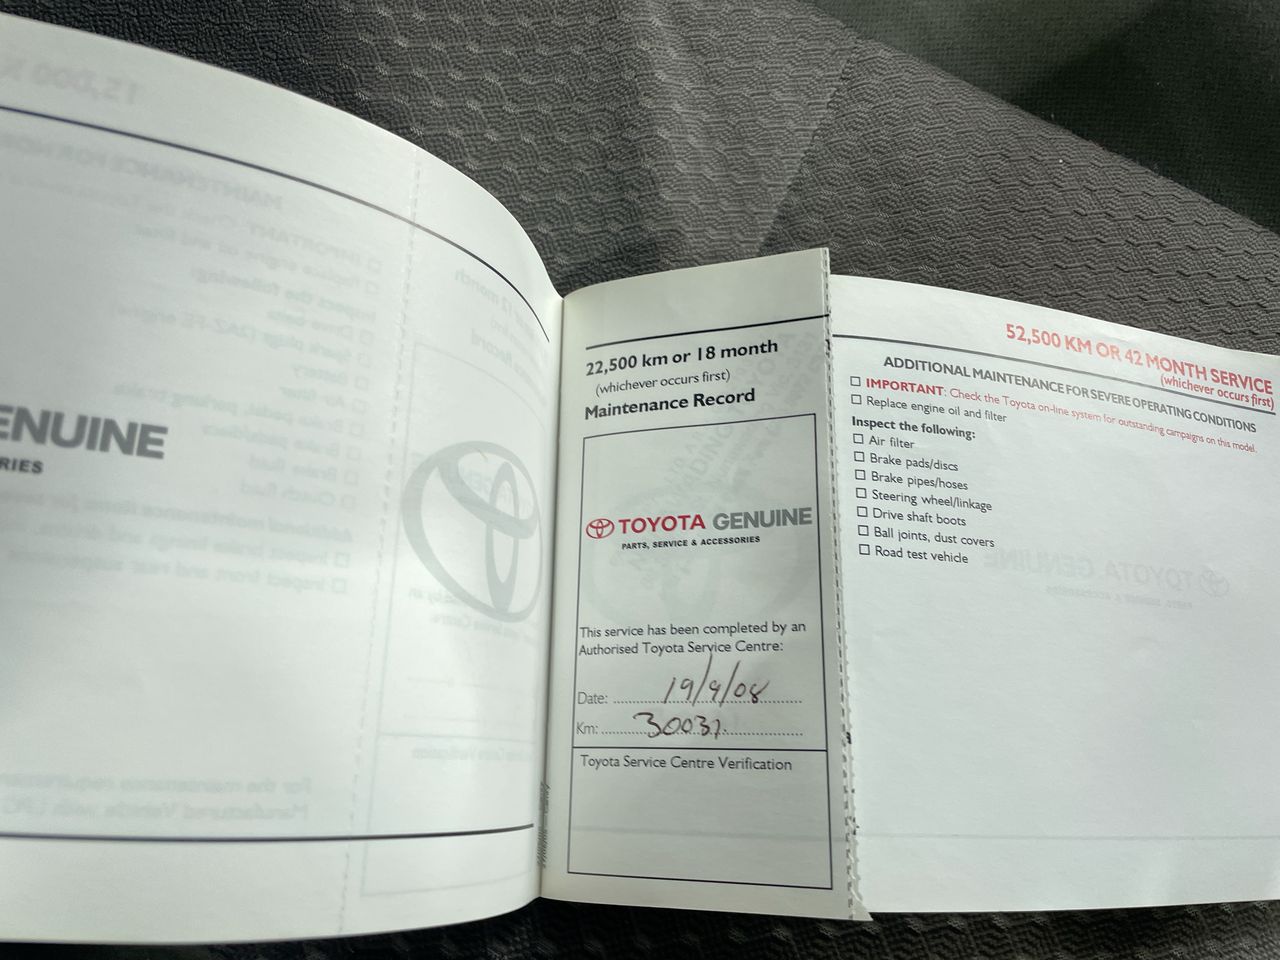 ENUINE
RIES
22,500 km or 18 month
(whichever occurs first)
Maintenance Record
TOYOTA GENUINE
PARTS, SERVICE & ACCESSORIES
This service has been completed by an
Authorised Toyota Service Centre:
Date: 19/9/08
Km: 30031
Toyota Service Centre Verification
52,500 KM OR 42 MONTH SERVICE
(whichever occurs first)
ADDITIONAL MAINTENANCE FOR SEVERE OPERATING CONDITIONS
☐ IMPORTANT: Check the Toyota on-line system for outstanding campaigns on this model.
☐ Replace engine oil and filter
Inspect the following:
☐ Air filter
☐ Brake pads/discs
☐ Brake pipes/hoses
☐ Steering wheel/linkage
☐ Drive shaft boots
☐ Ball joints, dust covers
☐ Road test vehicle